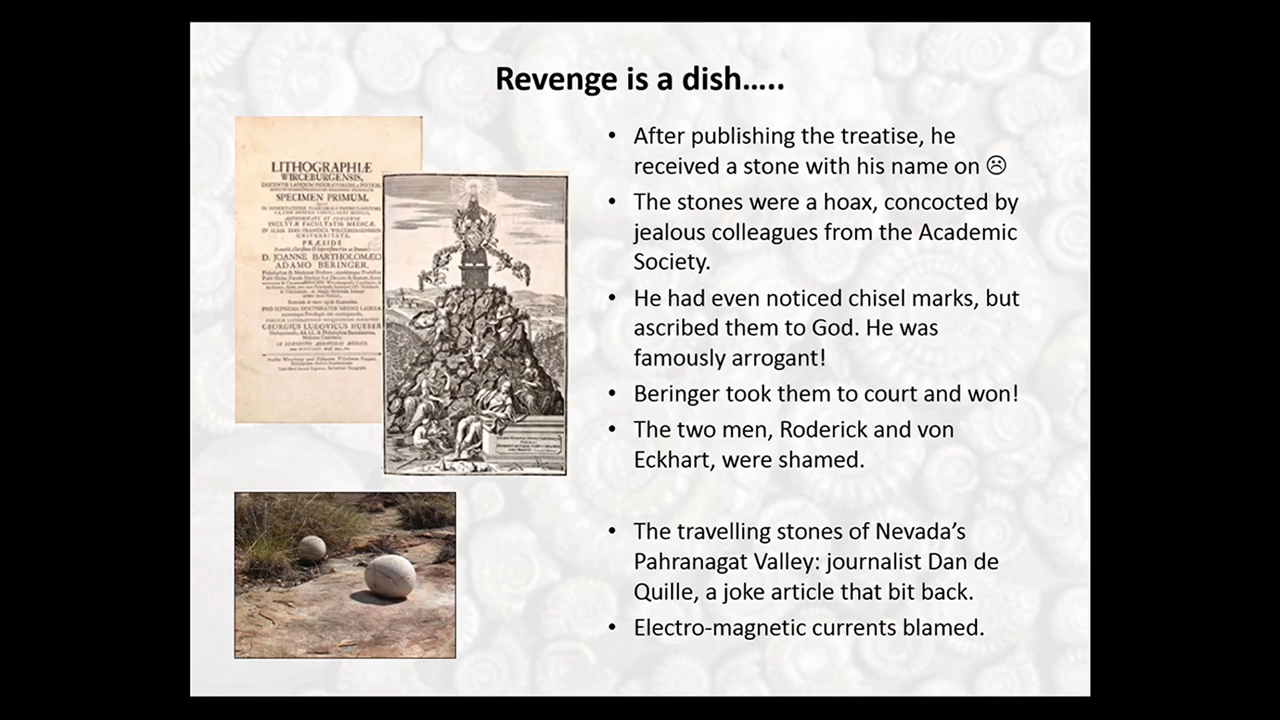 Revenge is a dish.....
LITHOGRAPHIÆ
WIRCEBURGENSIS,
SPECIMEN PRIMUM,
PRÆSIDE
D. JOANNE BARTHOLOMÆO
ADAMO BERINGER,
GEORGIUS LUDOVICUS HUEBER
• After publishing the treatise, he
received a stone with his name on ☹
• The stones were a hoax, concocted by
jealous colleagues from the Academic
Society.
• He had even noticed chisel marks, but
ascribed them to God. He was
famously arrogant!
• Beringer took them to court and won!
• The two men, Roderick and von
Eckhart, were shamed.
• The travelling stones of Nevada’s
Pahranagat Valley: journalist Dan de
Quille, a joke article that bit back.
• Electro-magnetic currents blamed.